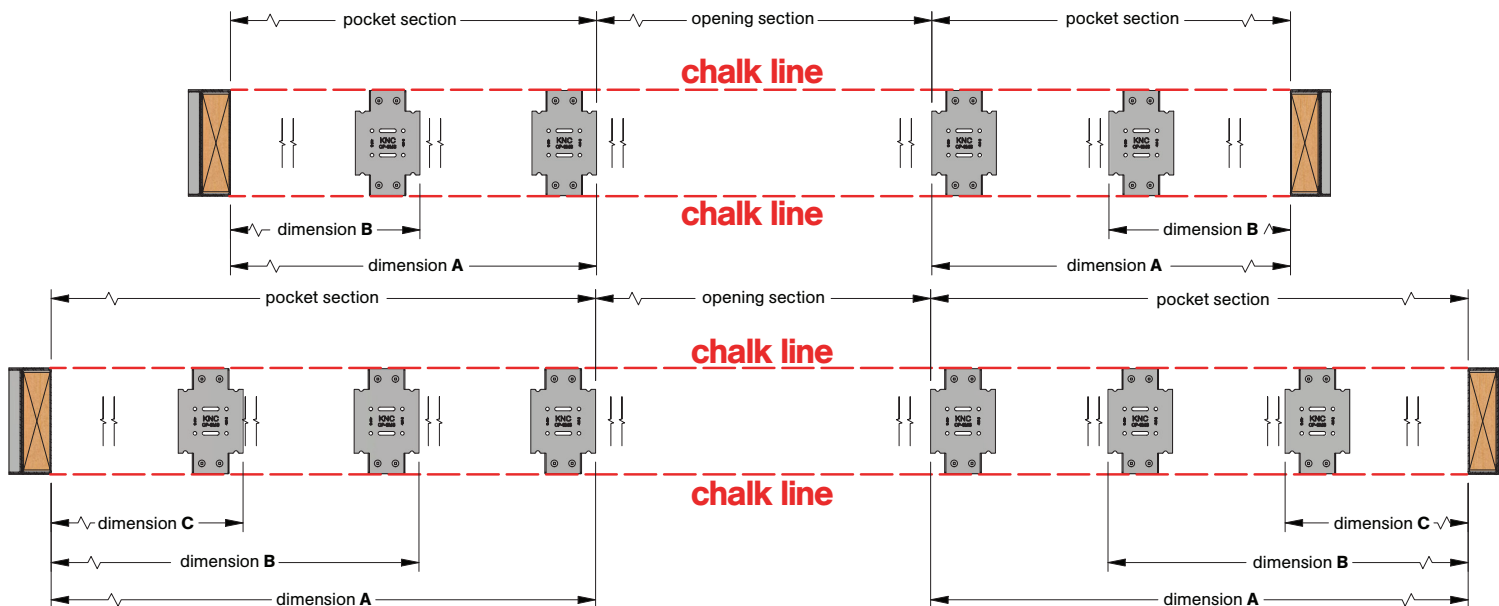 pocket section opening section pocket section
chalk line
KNC KNC KNC KNC
chalk line
dimension B dimension B
dimension A dimension A
pocket section opening section pocket section
chalk line
KNC KNC KNC KNC KNC KNC
chalk line
dimension C dimension C
dimension B dimension B
dimension A dimension A